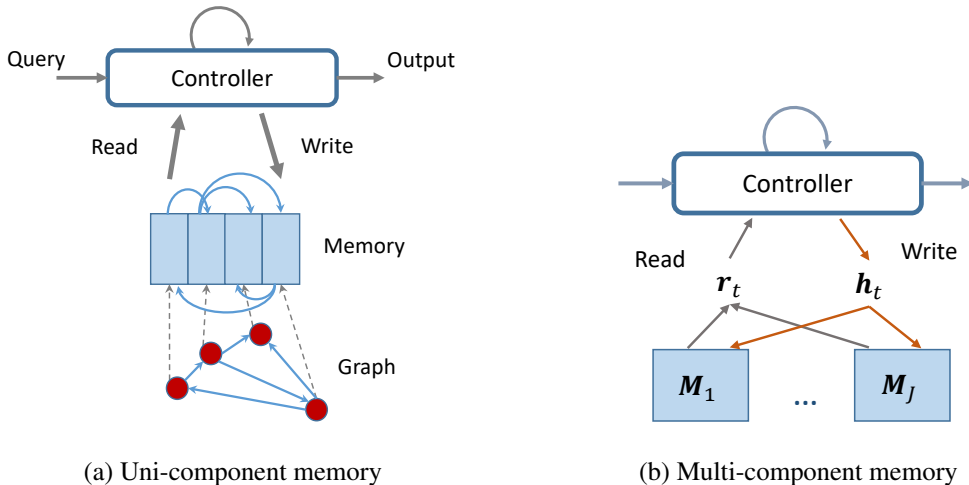 Query
Controller
Output
Read
Write
Memory
Graph
(a) Uni-component memory
Controller
Read
Write
r_t
h_t
M_1
...
M_J
(b) Multi-component memory